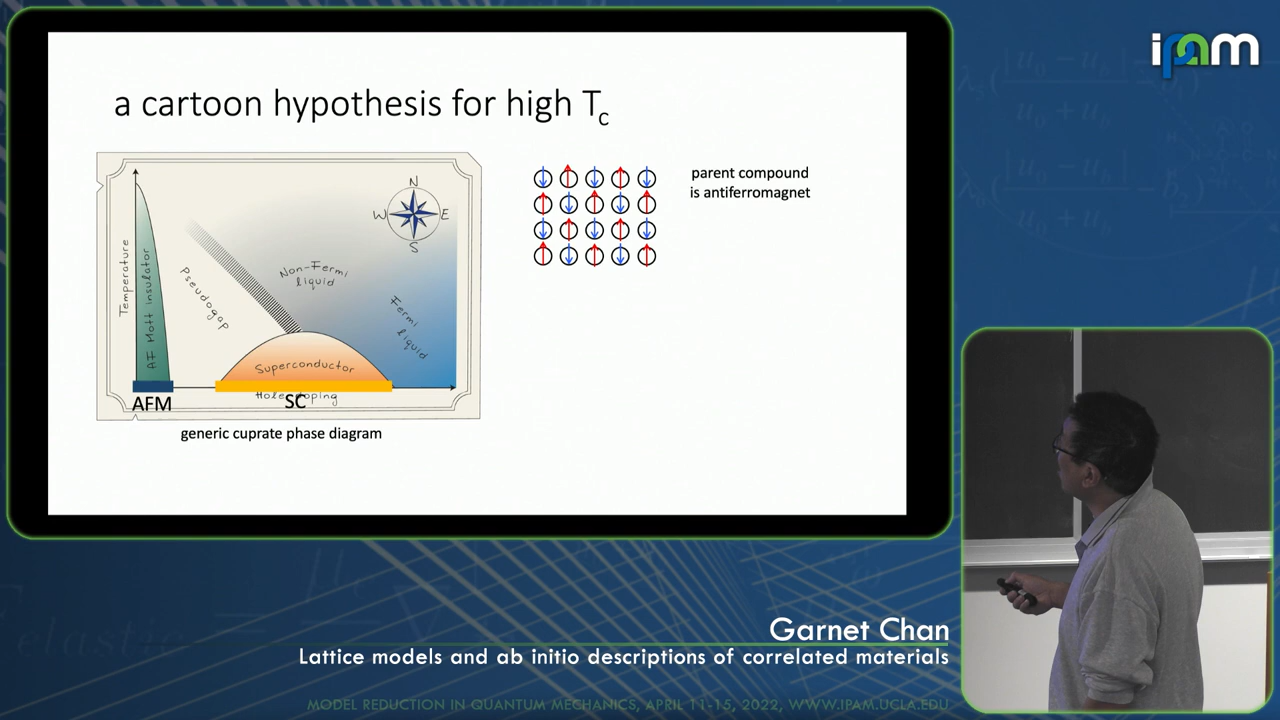 ipam
a cartoon hypothesis for high Tc
N
W E
S
Temperature
AF Mott insulator
Pseudogap
Non-Fermi
liquid
Fermi
liquid
Superconductor
Hole doping
AFM
SC
generic cuprate phase diagram
parent compound
is antiferromagnet
Garnet Chan
Lattice models and ab initio descriptions of correlated materials
MODEL REDUCTION IN QUANTUM MECHANICS, APRIL 11-15, 2022, WWW.IPAM.UCLA.EDU